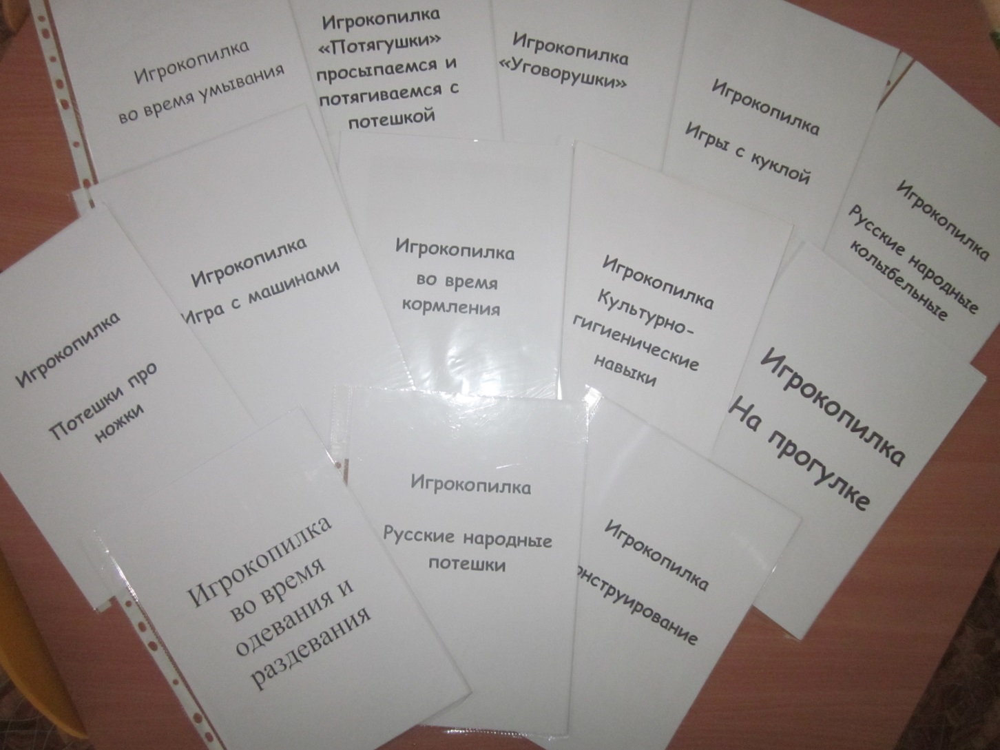 Игрокопилка
во время умывания
Игрокопилка
«Потягушки»
просыпаемся и
потягиваемся с
потешкой
Игрокопилка
«Уговорушки»
Игрокопилка
Игры с куклой
Игрокопилка
Русские народные
колыбельные
Игрокопилка
Потешки про
ножки
Игрокопилка
Игра с машинами
Игрокопилка
во время
кормления
Игрокопилка
Культурно-
гигиенические
навыки
Игрокопилка
На прогулке
Игрокопилка
во время
одевания и
раздевания
Игрокопилка
Русские народные
потешки
Игрокопилка
онструирование